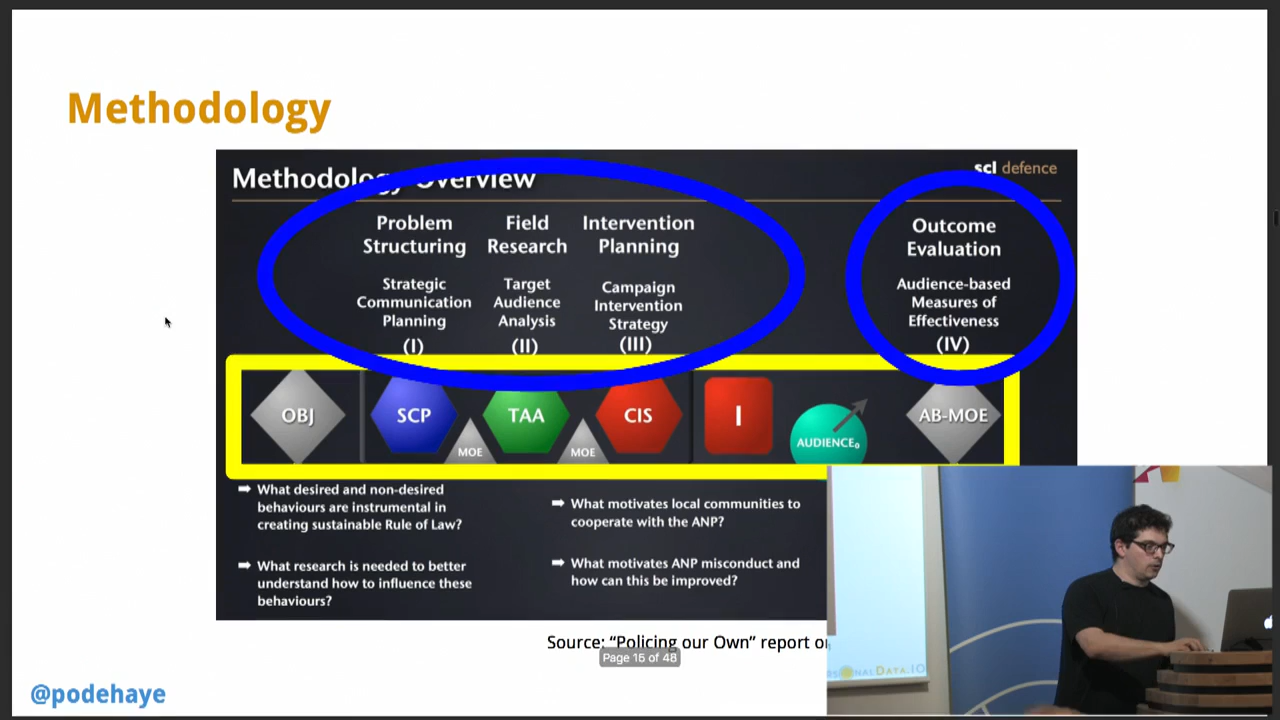 Methodology
Methodology Overview
scl defence
Problem
Structuring
Field
Research
Intervention
Planning
Outcome
Evaluation
Strategic
Communication
Planning
(I)
Target
Audience
Analysis
(II)
Campaign
Intervention
Strategy
(III)
Audience-based
Measures of
Effectiveness
(IV)
OBJ
SCP
MOE
TAA
MOE
CIS
I
AUDIENCE₀
AB-MOE
What desired and non-desired
behaviours are instrumental in
creating sustainable Rule of Law?
What research is needed to better
understand how to influence these
behaviours?
What motivates local communities to
cooperate with the ANP?
What motivates ANP misconduct and
how can this be improved?
Source: “Policing our Own” report
Page 15 of 48
@podehaye